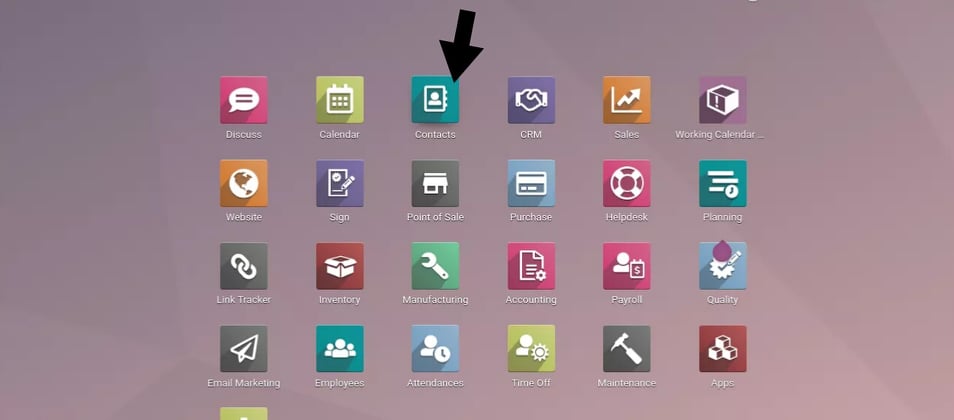 Discuss
Calendar
Contacts
CRM
Sales
Working Calendar ...
Website
Sign
Point of Sale
Purchase
Helpdesk
Planning
Link Tracker
Inventory
Manufacturing
Accounting
Payroll
Quality
Email Marketing
Employees
Attendances
Time Off
Maintenance
Apps